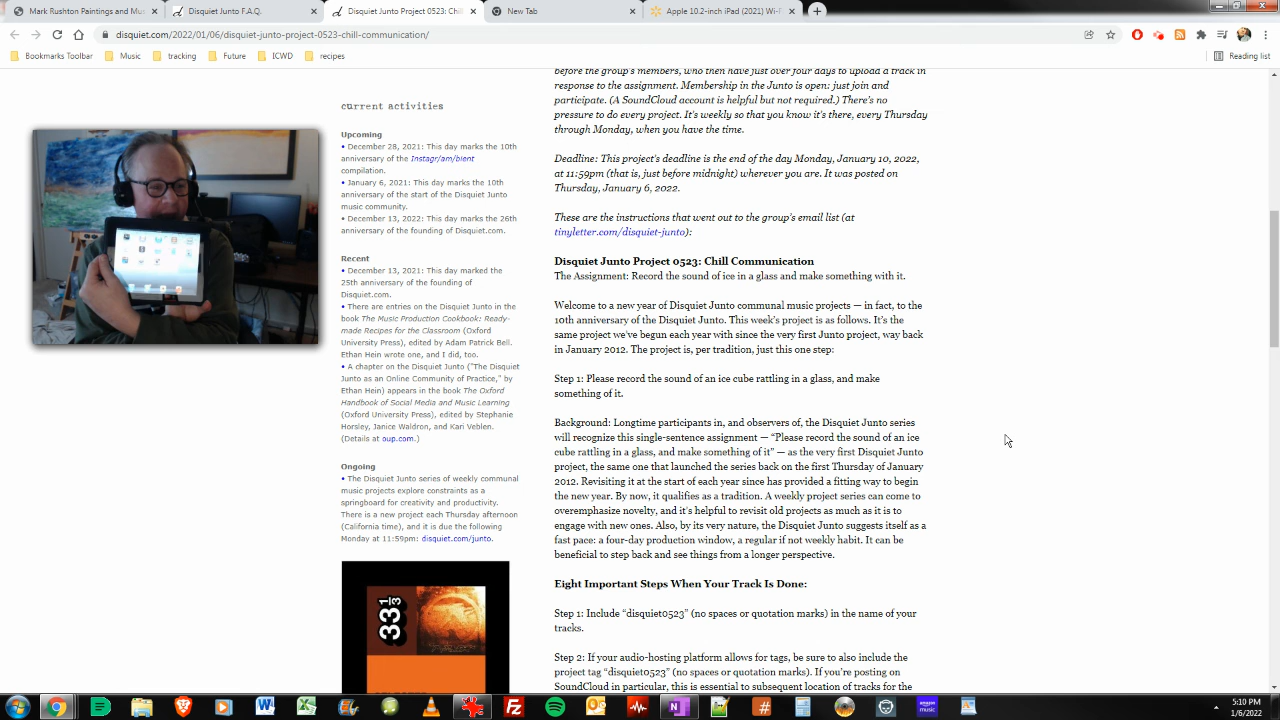 Mark Rushton Paintings and Mu
Disquiet Junto F.A.Q.
Disquiet Junto Project 0523: Chil
New Tab
Apple 10.2-inch iPad (2021) Wi-F
disquiet.com/2022/01/06/disquiet-junto-project-0523-chill-communication/
Bookmarks Toolbar
Music
tracking
Future
ICWD
recipes
Reading list
current activities
Upcoming
• December 28, 2021: This day marks the 10th
anniversary of the Instagr/am/bient
compilation.
• January 6, 2021: This day marks the 10th
anniversary of the start of the Disquiet Junto
music community.
• December 13, 2022: This day marks the 26th
anniversary of the founding of Disquiet.com.
Recent
• December 13, 2021: This day marked the
25th anniversary of the founding of
Disquiet.com.
• There are entries on the Disquiet Junto in the
book The Music Production Cookbook: Ready-
made Recipes for the Classroom (Oxford
University Press), edited by Adam Patrick Bell.
Ethan Hein wrote one, and I did, too.
• A chapter on the Disquiet Junto ("The Disquiet
Junto as an Online Community of Practice," by
Ethan Hein) appears in the book The Oxford
Handbook of Social Media and Music Learning
(Oxford University Press), edited by Stephanie
Horsley, Janice Waldron, and Kari Veblen.
(Details at oup.com.)
Ongoing
• The Disquiet Junto series of weekly communal
music projects explore constraints as a
springboard for creativity and productivity.
There is a new project each Thursday afternoon
(California time), and it is due the following
Monday at 11:59pm: disquiet.com/junto.
33 1/3
before the group's members, who then have just over four days to upload a track in
response to the assignment. Membership in the Junto is open: just join and
participate. (A SoundCloud account is helpful but not required.) There's no
pressure to do every project. It's weekly so that you know it's there, every Thursday
through Monday, when you have the time.
Deadline: This project's deadline is the end of the day Monday, January 10, 2022,
at 11:59pm (that is, just before midnight) wherever you are. It was posted on
Thursday, January 6, 2022.
These are the instructions that went out to the group's email list (at
tinyletter.com/disquiet-junto):
Disquiet Junto Project 0523: Chill Communication
The Assignment: Record the sound of ice in a glass and make something with it.
Welcome to a new year of Disquiet Junto communal music projects — in fact, to the
10th anniversary of the Disquiet Junto. This week's project is as follows. It's the
same project we've begun each year with since the very first Junto project, way back
in January 2012. The project is, per tradition, just this one step:
Step 1: Please record the sound of an ice cube rattling in a glass, and make
something of it.
Background: Longtime participants in, and observers of, the Disquiet Junto series
will recognize this single-sentence assignment — “Please record the sound of an ice
cube rattling in a glass, and make something of it” — as the very first Disquiet Junto
project, the same one that launched the series back on the first Thursday of January
2012. Revisiting it at the start of each year since has provided a fitting way to begin
the new year. By now, it qualifies as a tradition. A weekly project series can come to
overemphasize novelty, and it's helpful to revisit old projects as much as it is to
engage with new ones. Also, by its very nature, the Disquiet Junto suggests itself as a
fast pace: a four-day production window, a regular if not weekly habit. It can be
beneficial to step back and see things from a longer perspective.
Eight Important Steps When Your Track Is Done:
Step 1: Include “disquiet0523” (no spaces or quotation marks) in the name of your
tracks.
Step 2: If your audio-hosting platform allows for tags, be sure to also include the
project tag “disquiet0523” (no spaces or quotation marks). If you're posting on
SoundCloud in particular, this is essential to subsequent location of tracks for the
5:10 PM
1/6/2022